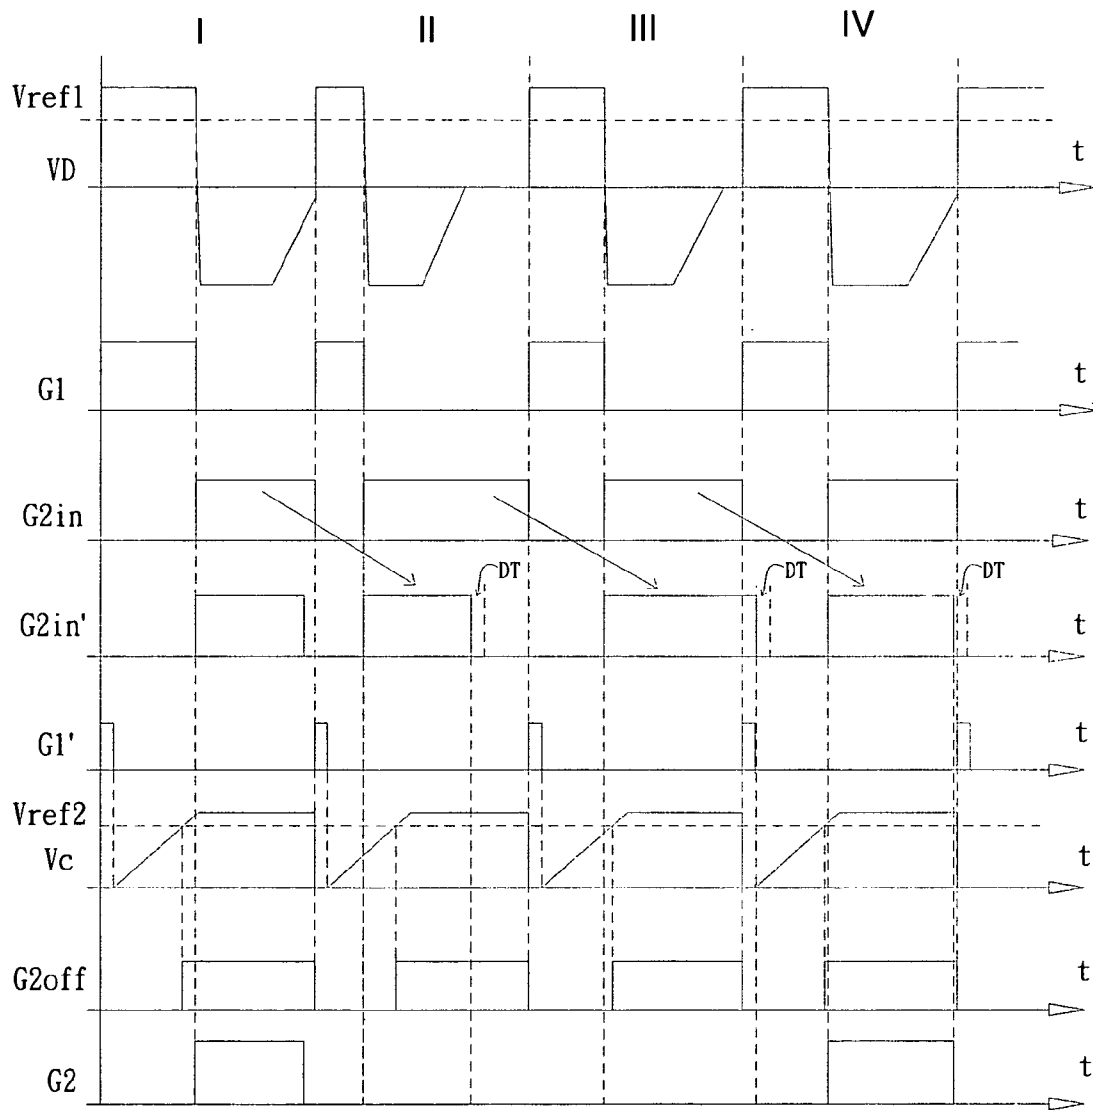 I II III IV
Vref1
VD
t
G1
t
G2in
t
DT DT DT
G2in'
t
G1'
t
Vref2
Vc
t
G2off
t
G2
t